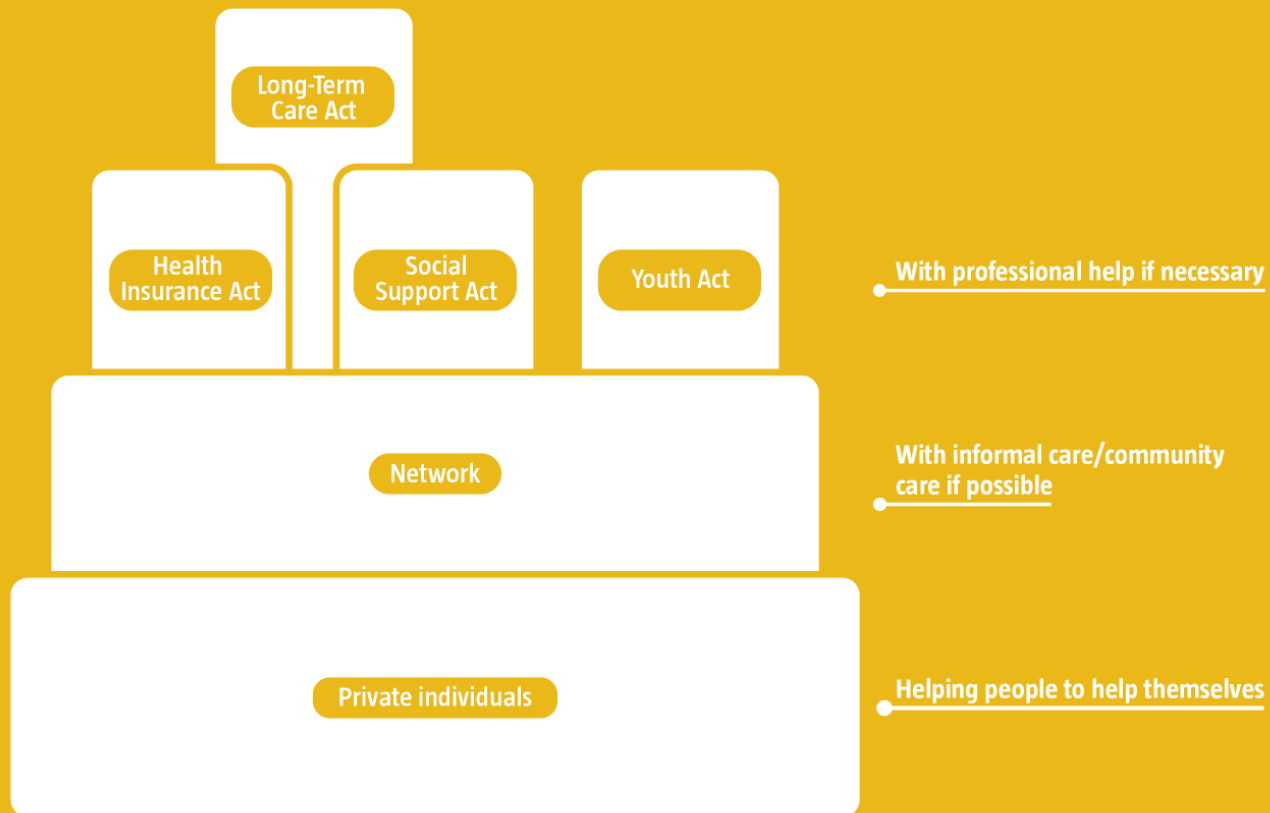 Long-Term
Care Act
Health
Insurance Act
Social
Support Act
Youth Act
With professional help if necessary
Network
With informal care/community
care if possible
Private individuals
Helping people to help themselves